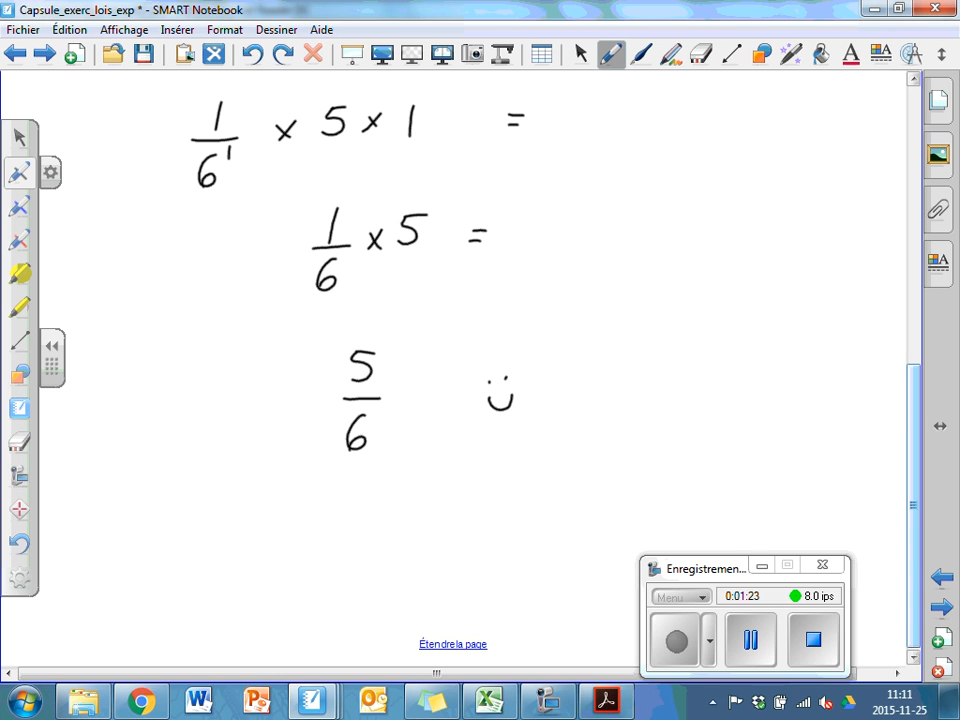 Capsule_exerc_lois_exp * - SMART Notebook
Fichier Édition Affichage Insérer Format Dessiner Aide
1/6¹ × 5 × 1 =
1/6 × 5 =
5/6
Enregistremen...
Menu 0:01:23 8.0 ips
Étendre la page
11:11
2015-11-25